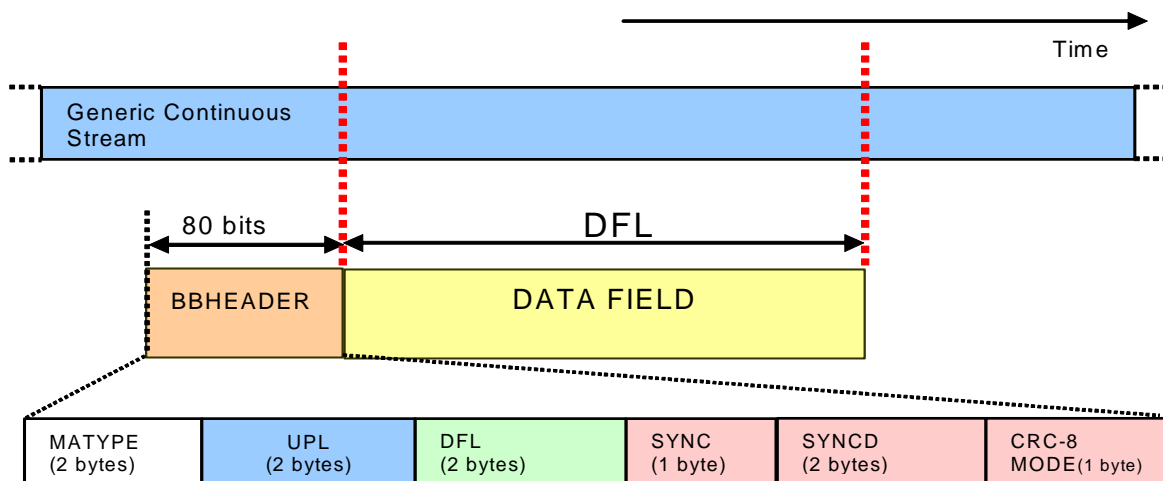 Time
Generic Continuous
Stream
80 bits
DFL
BBHEADER
DATA FIELD
MATYPE
(2 bytes)
UPL
(2 bytes)
DFL
(2 bytes)
SYNC
(1 byte)
SYNCD
(2 bytes)
CRC-8
MODE(1 byte)